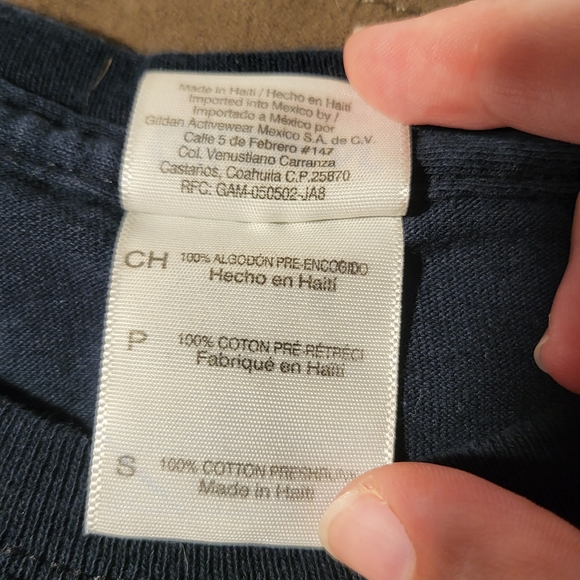 Made in Haiti / Hecho en Haití
Imported into Mexico by /
Importado a México por
Gildan Activewear Mexico S.A. de C.V.
Calle 5 de Febrero #147
Col. Venustiano Carranza
Castaños, Coahuila C.P.25870
RFC: GAM-050502-JA8
CH 100% ALGODÓN PRE-ENCOGIDO
Hecho en Haití
P 100% COTON PRÉ-RÉTRÉCI
Fabriqué en Haïti
S 100% COTTON PRESHRUNK
Made in Haiti